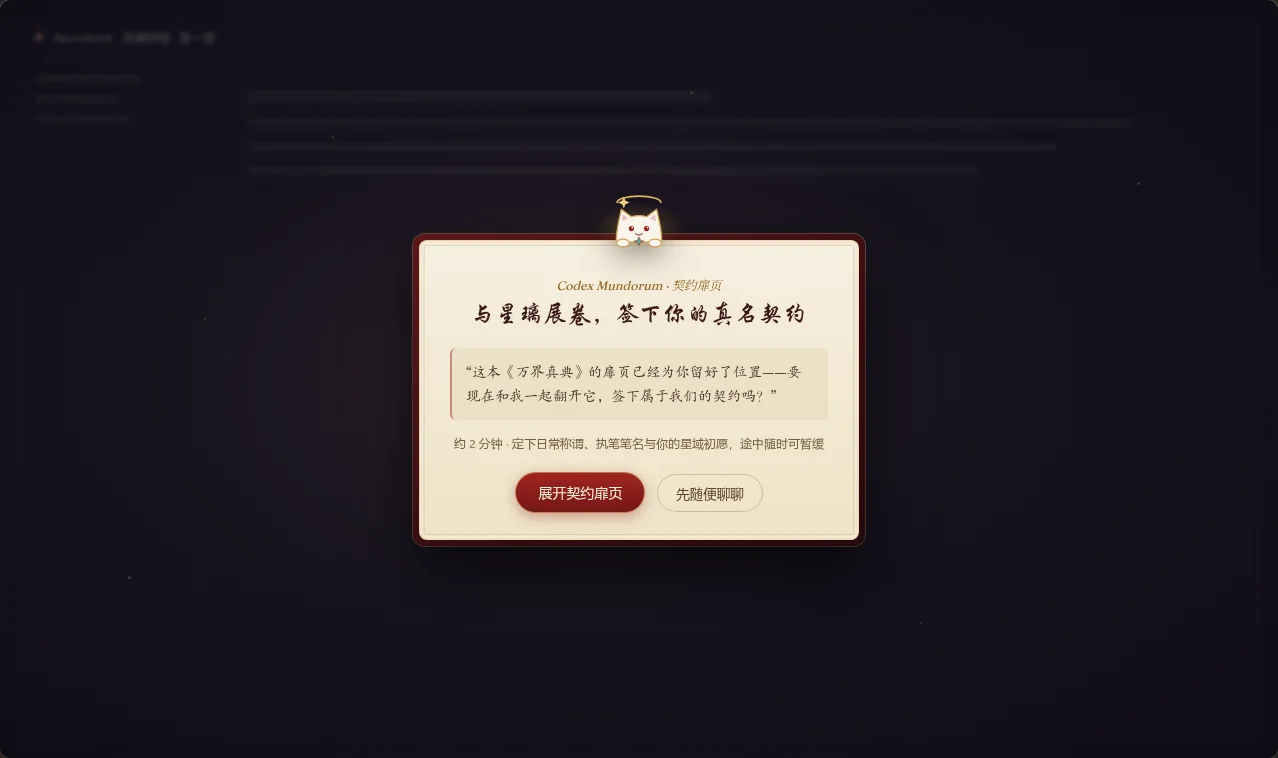 Codex Mundorum · 契约扉页
与星璃展卷，签下你的真名契约
“这本《万界真典》的扉页已经为你留好了位置——要
现在和我一起翻开它，签下属于我们的契约吗？”
约 2 分钟 · 定下日常称谓、执笔笔名与你的星域初愿，途中随时可暂缓
展开契约扉页
先随便聊聊